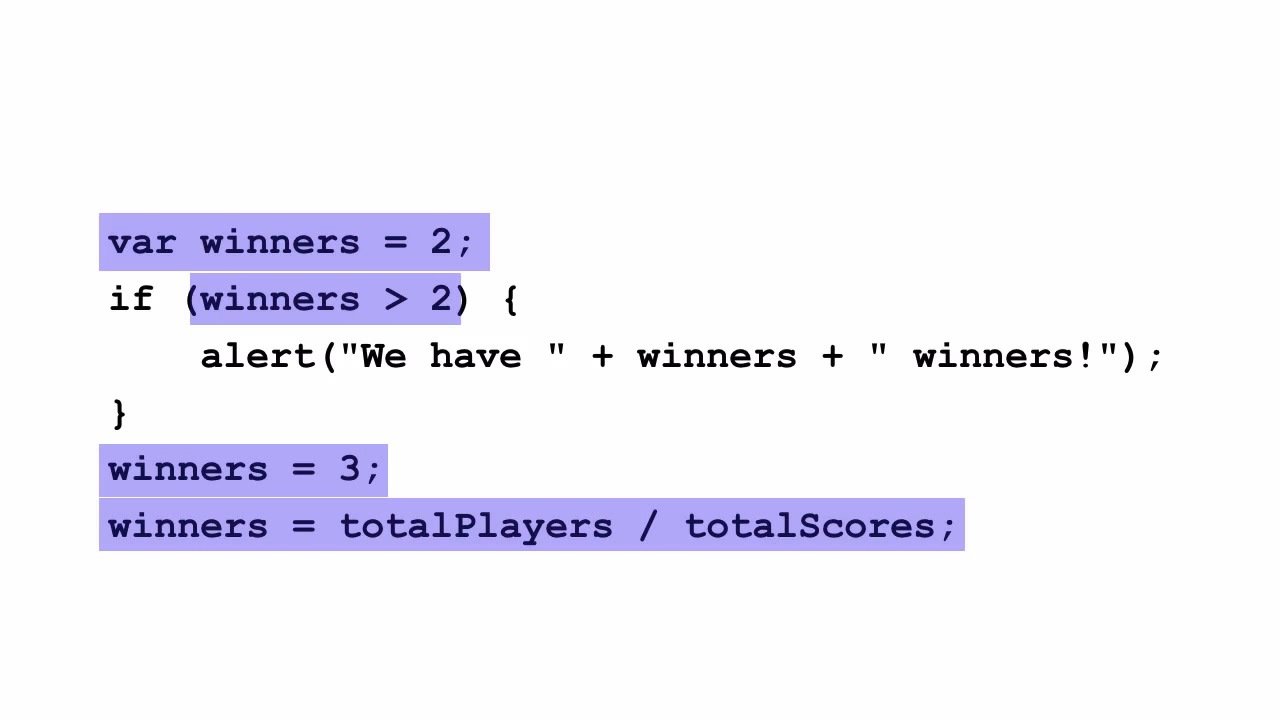 var winners = 2;
if (winners > 2) {
    alert("We have " + winners + " winners!");
}
winners = 3;
winners = totalPlayers / totalScores;